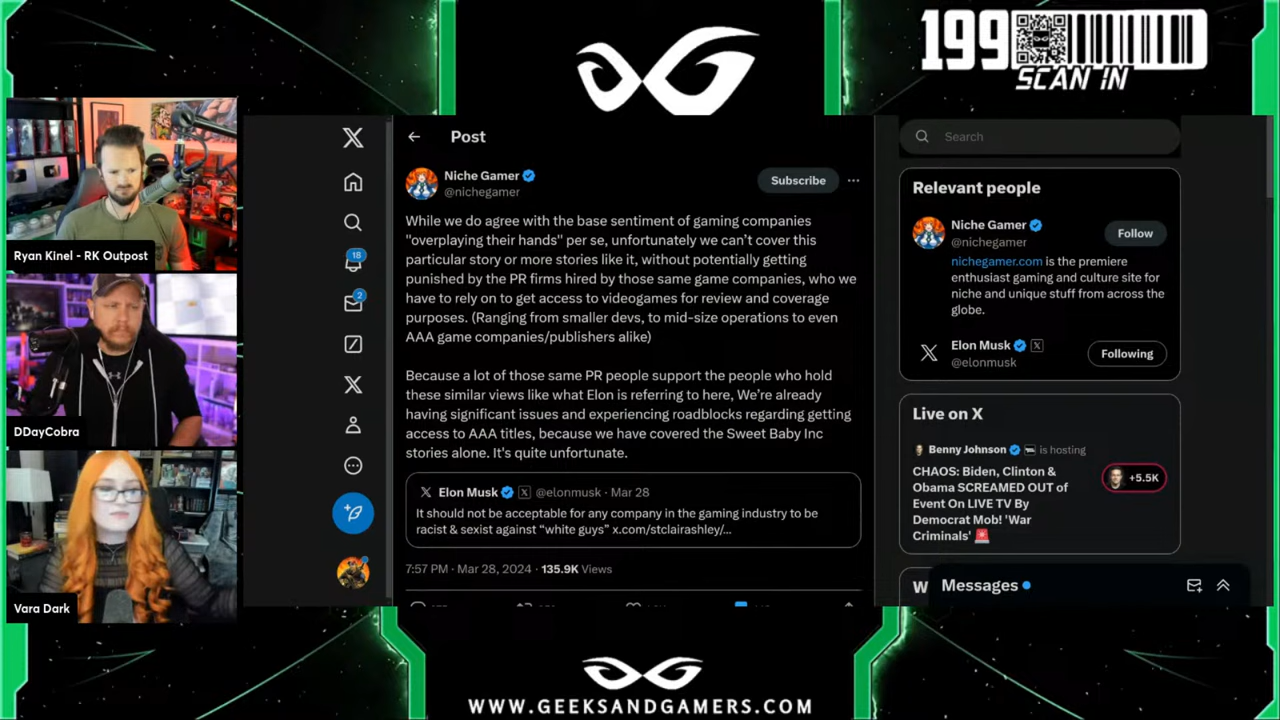 199
SCAN IN
Ryan Kinel - RK Outpost
DDayCobra
Vara Dark
18
2
Post
Niche Gamer
@nichegamer
Subscribe
While we do agree with the base sentiment of gaming companies
"overplaying their hands" per se, unfortunately we can't cover this
particular story or more stories like it, without potentially getting
punished by the PR firms hired by those same game companies, who we
have to rely on to get access to videogames for review and coverage
purposes. (Ranging from smaller devs, to mid-size operations to even
AAA game companies/publishers alike)
Because a lot of those same PR people support the people who hold
these similar views like what Elon is referring to here, We're already
having significant issues and experiencing roadblocks regarding getting
access to AAA titles, because we have covered the Sweet Baby Inc
stories alone. It's quite unfortunate.
Elon Musk @elonmusk · Mar 28
It should not be acceptable for any company in the gaming industry to be
racist & sexist against “white guys” x.com/stclairashley/...
7:57 PM · Mar 28, 2024 · 135.9K Views
Search
Relevant people
Niche Gamer
@nichegamer
Follow
nichegamer.com is the premiere
enthusiast gaming and culture site for
niche and unique stuff from across the
globe.
Elon Musk
@elonmusk
Following
Live on X
Benny Johnson is hosting
CHAOS: Biden, Clinton &
Obama SCREAMED OUT of
Event On LIVE TV By
Democrat Mob! 'War
Criminals'
+5.5K
W
Messages
WWW.GEEKSANDGAMERS.COM